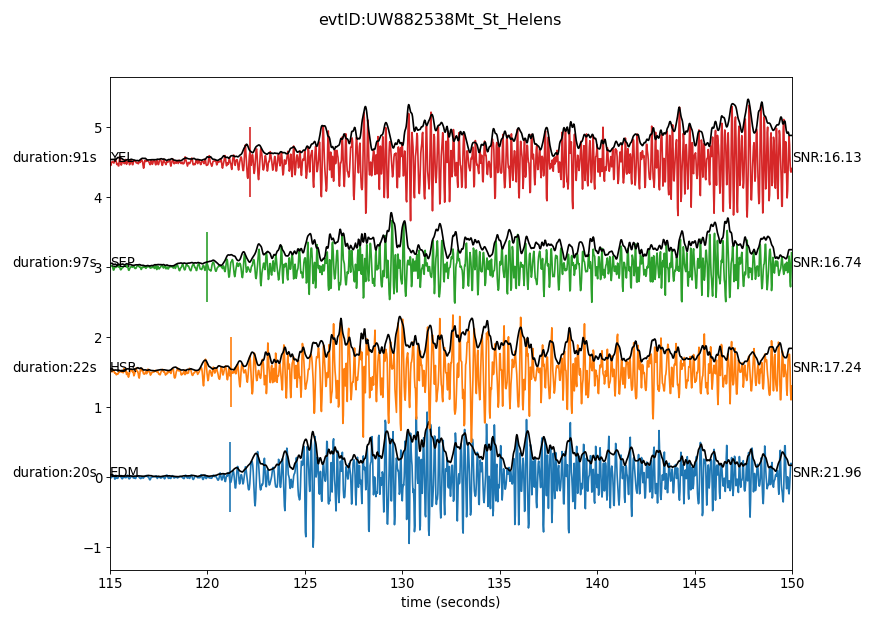 evtID:UW882538Mt_St_Helens
5
duration:91s YEL SNR:16.13
4
duration:97s SEP SNR:16.74
3
2
duration:22s HSR SNR:17.24
1
duration:20s EDM SNR:21.96
0
−1
115 120 125 130 135 140 145 150
time (seconds)